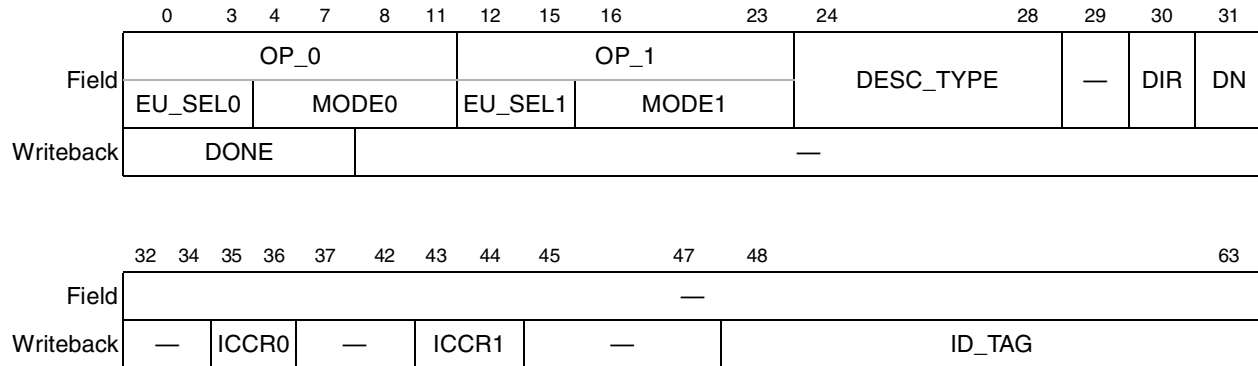 0 3 4 7 8 11 12 15 16 23 24 28 29 30 31
OP_0 OP_1
Field DESC_TYPE — DIR DN
EU_SEL0 MODE0 EU_SEL1 MODE1
Writeback DONE —
32 34 35 36 37 42 43 44 45 47 48 63
Field —
Writeback — ICCR0 — ICCR1 — ID_TAG